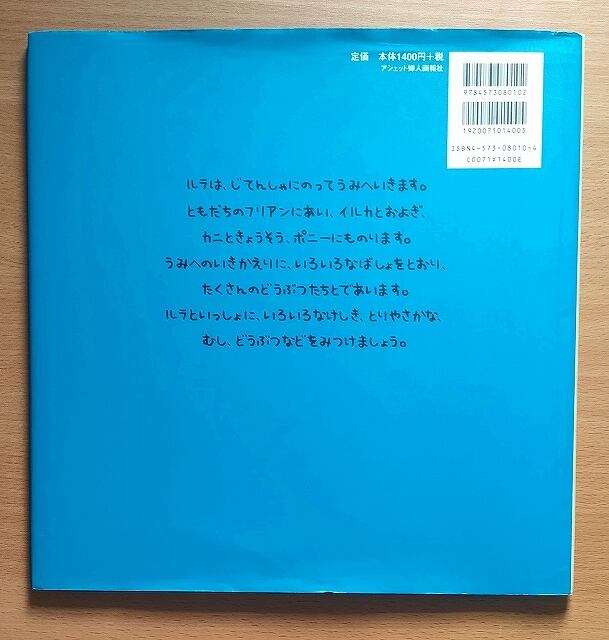 定価 本体1400円+税
アシェット婦人画報社
9784573080102
1920071014005
ISBN4-573-08010-4
C0071¥1400E
ルラは、じてんしゃにのってうみへいきます。
ともだちのフリアンにあい、イルカとおよぎ、
カニときょうそう、ポニーにものります。
うみへのいきかえりに、いろいろなばしょをとおり、
たくさんのどうぶつたちとであいます。
ルラといっしょに、いろいろなけしき、とりやさかな、
むし、どうぶつなどをみつけましょう。